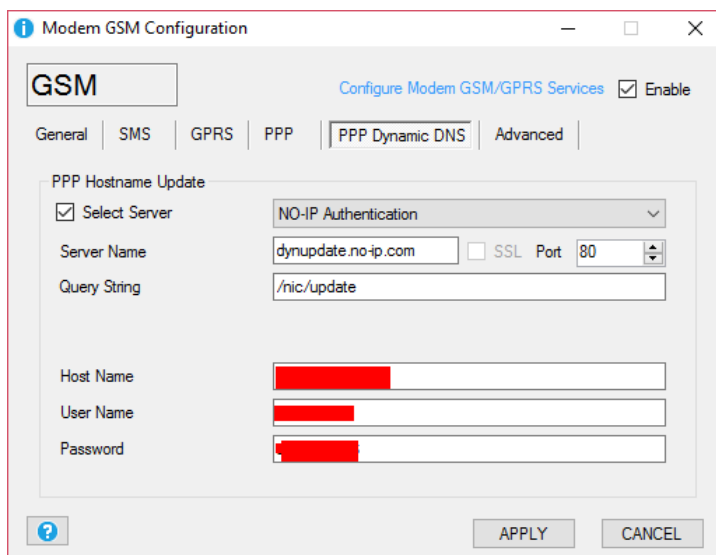 Modem GSM Configuration
GSM
Configure Modem GSM/GPRS Services Enable
General SMS GPRS PPP PPP Dynamic DNS Advanced
PPP Hostname Update
Select Server NO-IP Authentication
Server Name dynupdate.no-ip.com SSL Port 80
Query String /nic/update
Host Name
User Name
Password
APPLY CANCEL